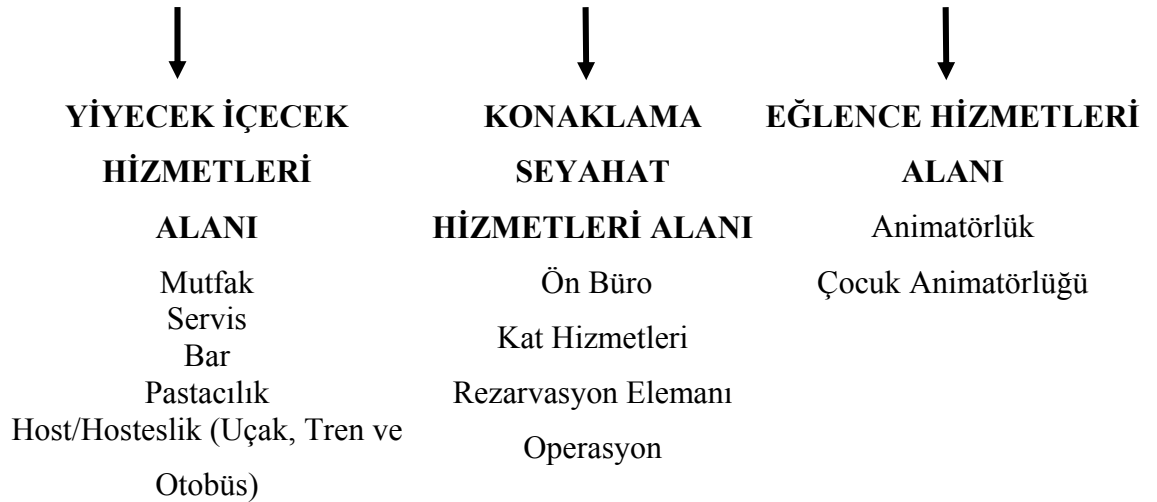 YİYECEK İÇECEK
HİZMETLERİ
ALANI
Mutfak
Servis
Bar
Pastacılık
Host/Hosteslik (Uçak, Tren ve
Otobüs)
KONAKLAMA
SEYAHAT
HİZMETLERİ ALANI
Ön Büro
Kat Hizmetleri
Rezarvasyon Elemanı
Operasyon
EĞLENCE HİZMETLERİ
ALANI
Animatörlük
Çocuk Animatörlüğü